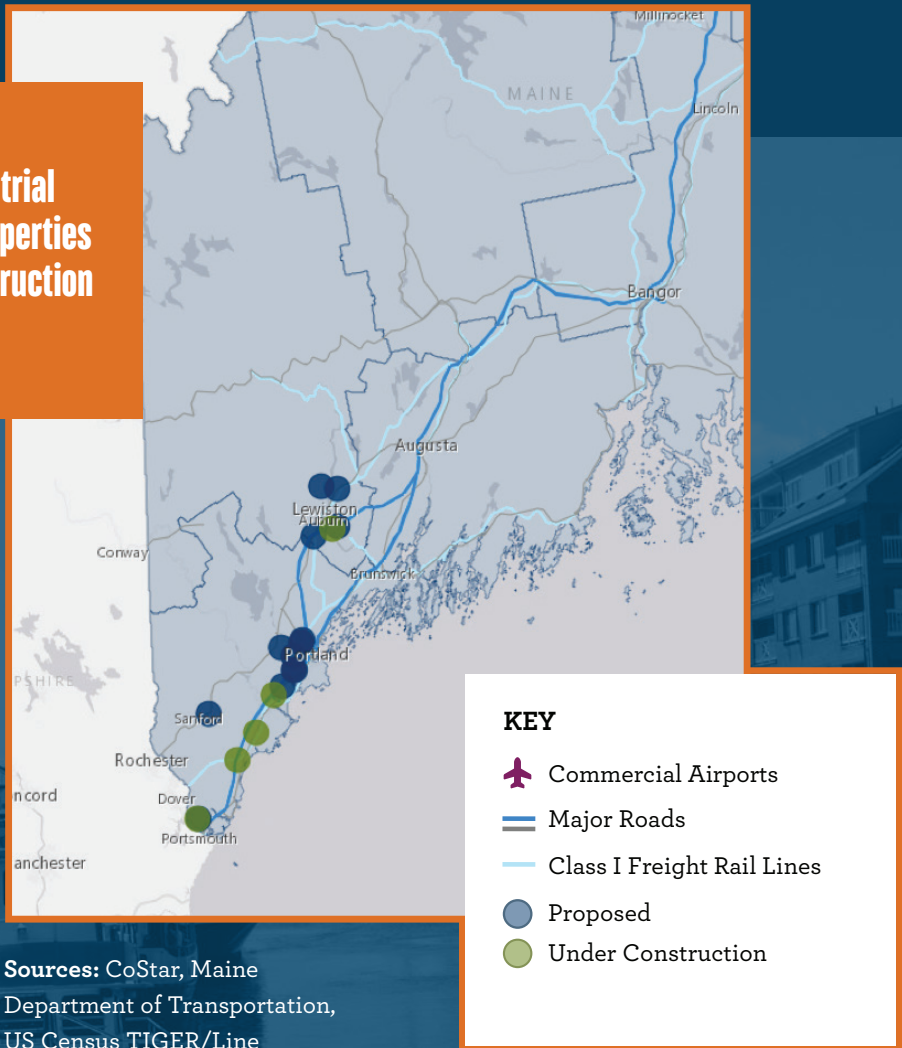 Millinocket
MAINE
Lincoln
trial
perties
ruction
Bangor
Augusta
Lewiston
Auburn
Conway
Brunswick
Portland
PSHIRE
Sanford
Rochester
ncord
Dover
Portsmouth
anchester
KEY
Commercial Airports
Major Roads
Class I Freight Rail Lines
Proposed
Under Construction
Sources: CoStar, Maine
Department of Transportation,
US Census TIGER/Line